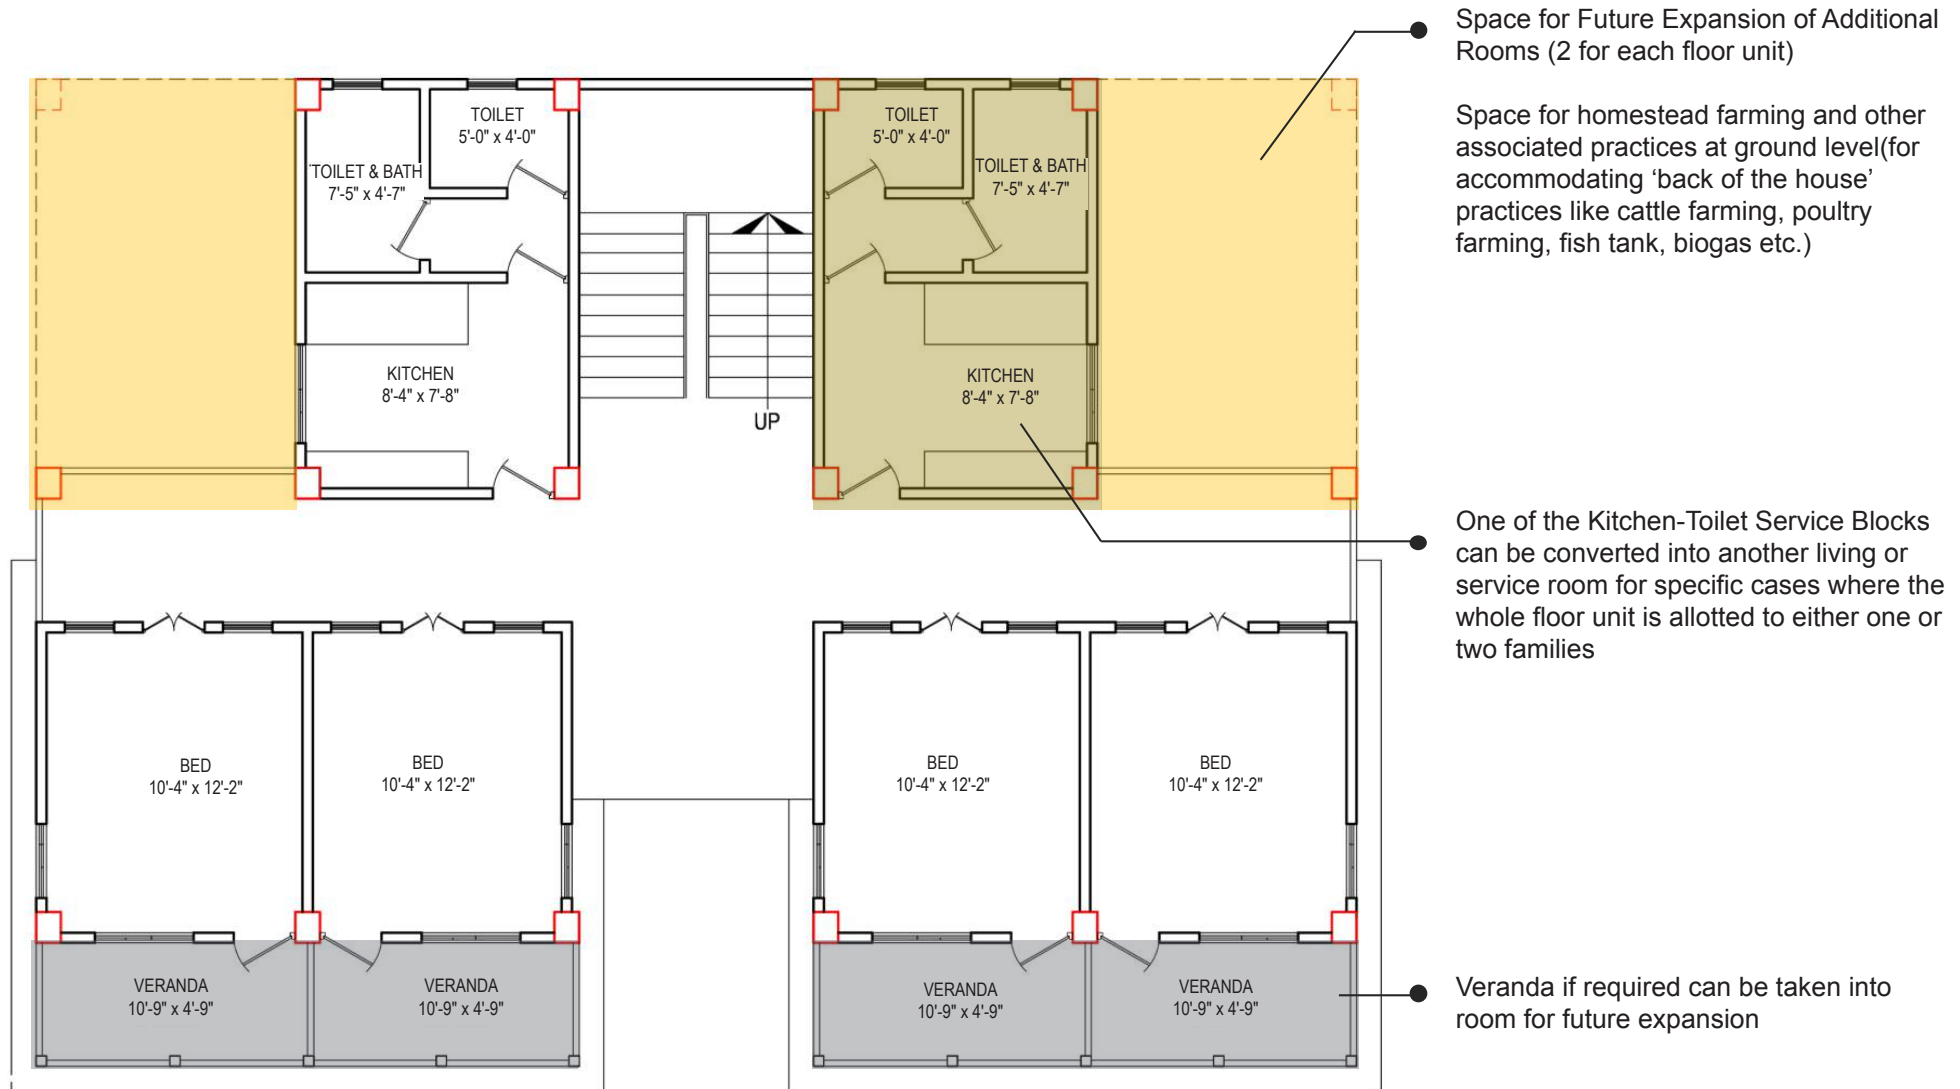 Space for Future Expansion of Additional
Rooms (2 for each floor unit)
Space for homestead farming and other
associated practices at ground level(for
accommodating ‘back of the house’
practices like cattle farming, poultry
farming, fish tank, biogas etc.)
TOILET
5'-0" x 4'-0"
TOILET & BATH
7'-5" x 4'-7"
TOILET
5'-0" x 4'-0"
TOILET & BATH
7'-5" x 4'-7"
KITCHEN
8'-4" x 7'-8"
UP
KITCHEN
8'-4" x 7'-8"
One of the Kitchen-Toilet Service Blocks
can be converted into another living or
service room for specific cases where the
whole floor unit is allotted to either one or
two families
BED
10'-4" x 12'-2"
BED
10'-4" x 12'-2"
BED
10'-4" x 12'-2"
BED
10'-4" x 12'-2"
VERANDA
10'-9" x 4'-9"
VERANDA
10'-9" x 4'-9"
VERANDA
10'-9" x 4'-9"
VERANDA
10'-9" x 4'-9"
Veranda if required can be taken into
room for future expansion